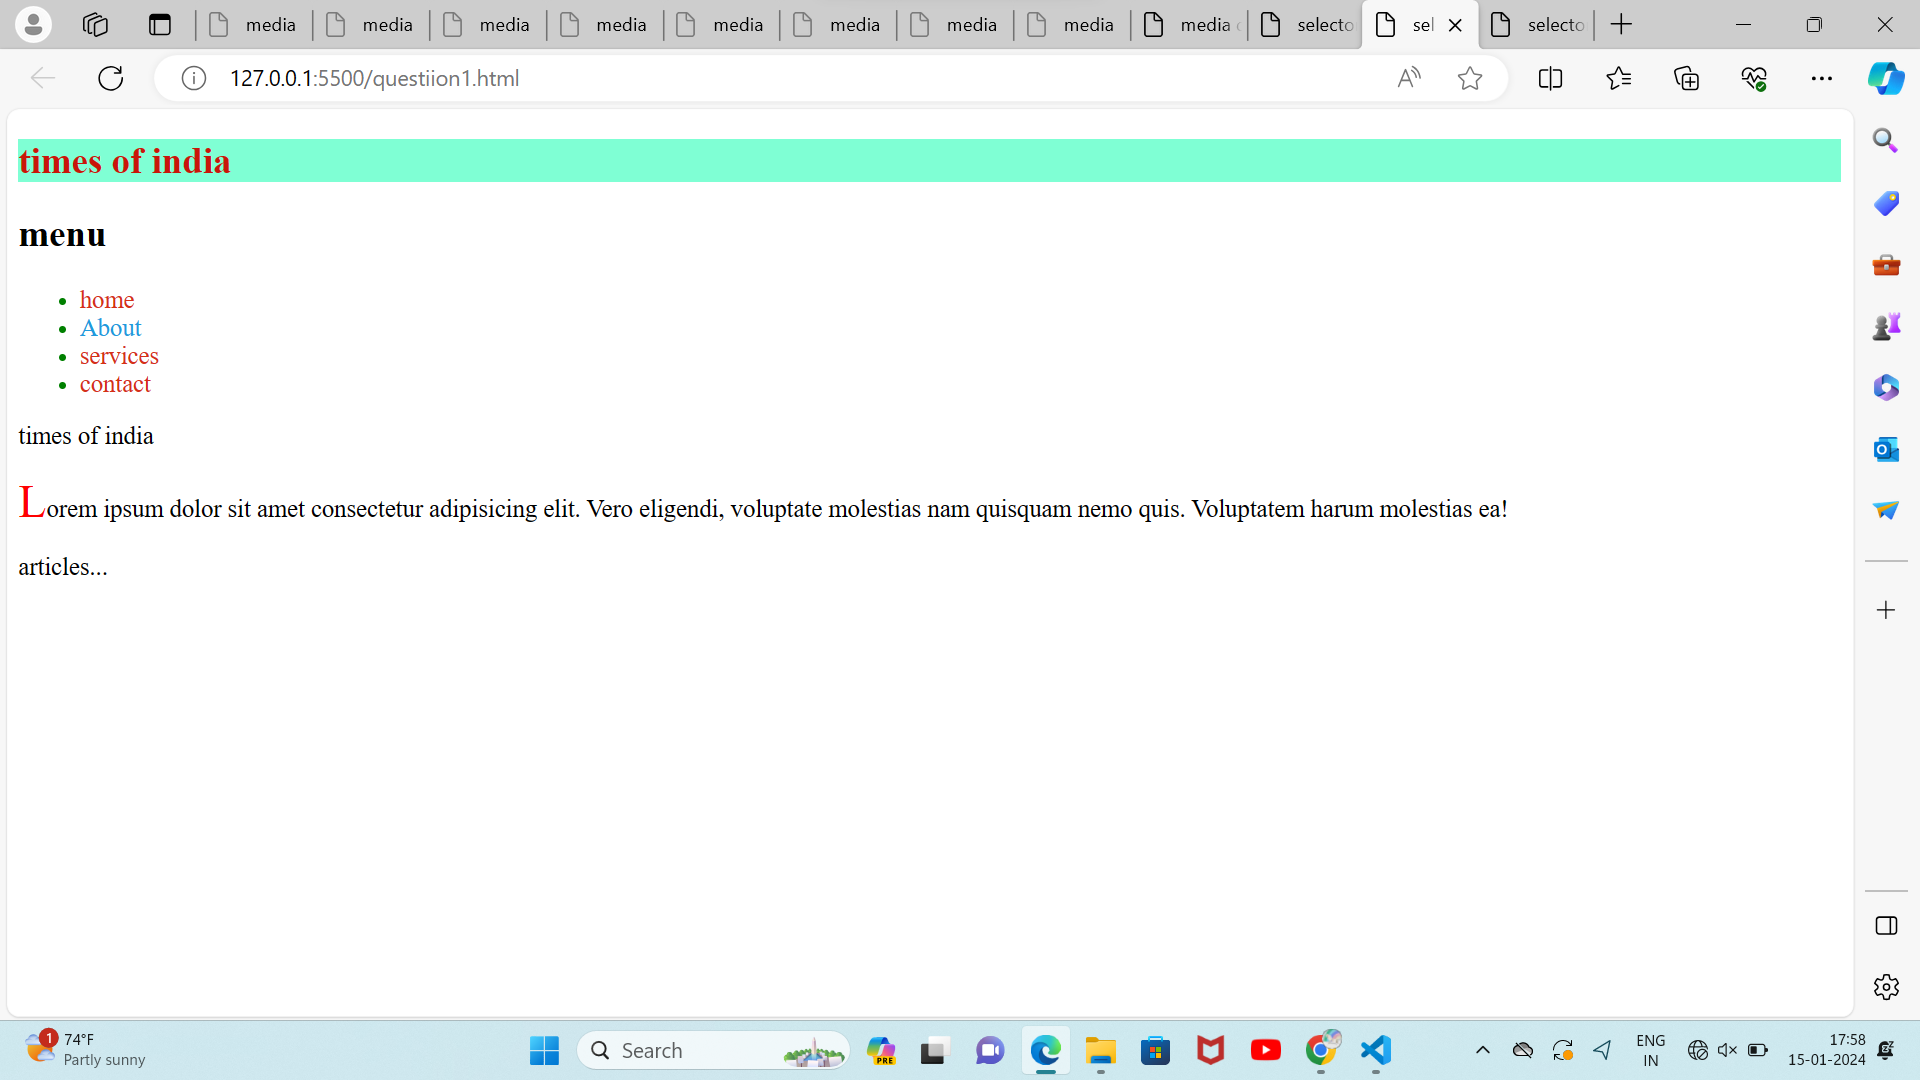 media
media
media
media
media
media
media
media
media
selecto
sel
selecto
127.0.0.1:5500/questiion1.html
times of india
menu
• home
• About
• services
• contact
times of india
Lorem ipsum dolor sit amet consectetur adipisicing elit. Vero eligendi, voluptate molestias nam quisquam nemo quis. Voluptatem harum molestias ea!
articles...
1
74°F
Partly sunny
Search
PRE
ENG
IN
17:58
15-01-2024